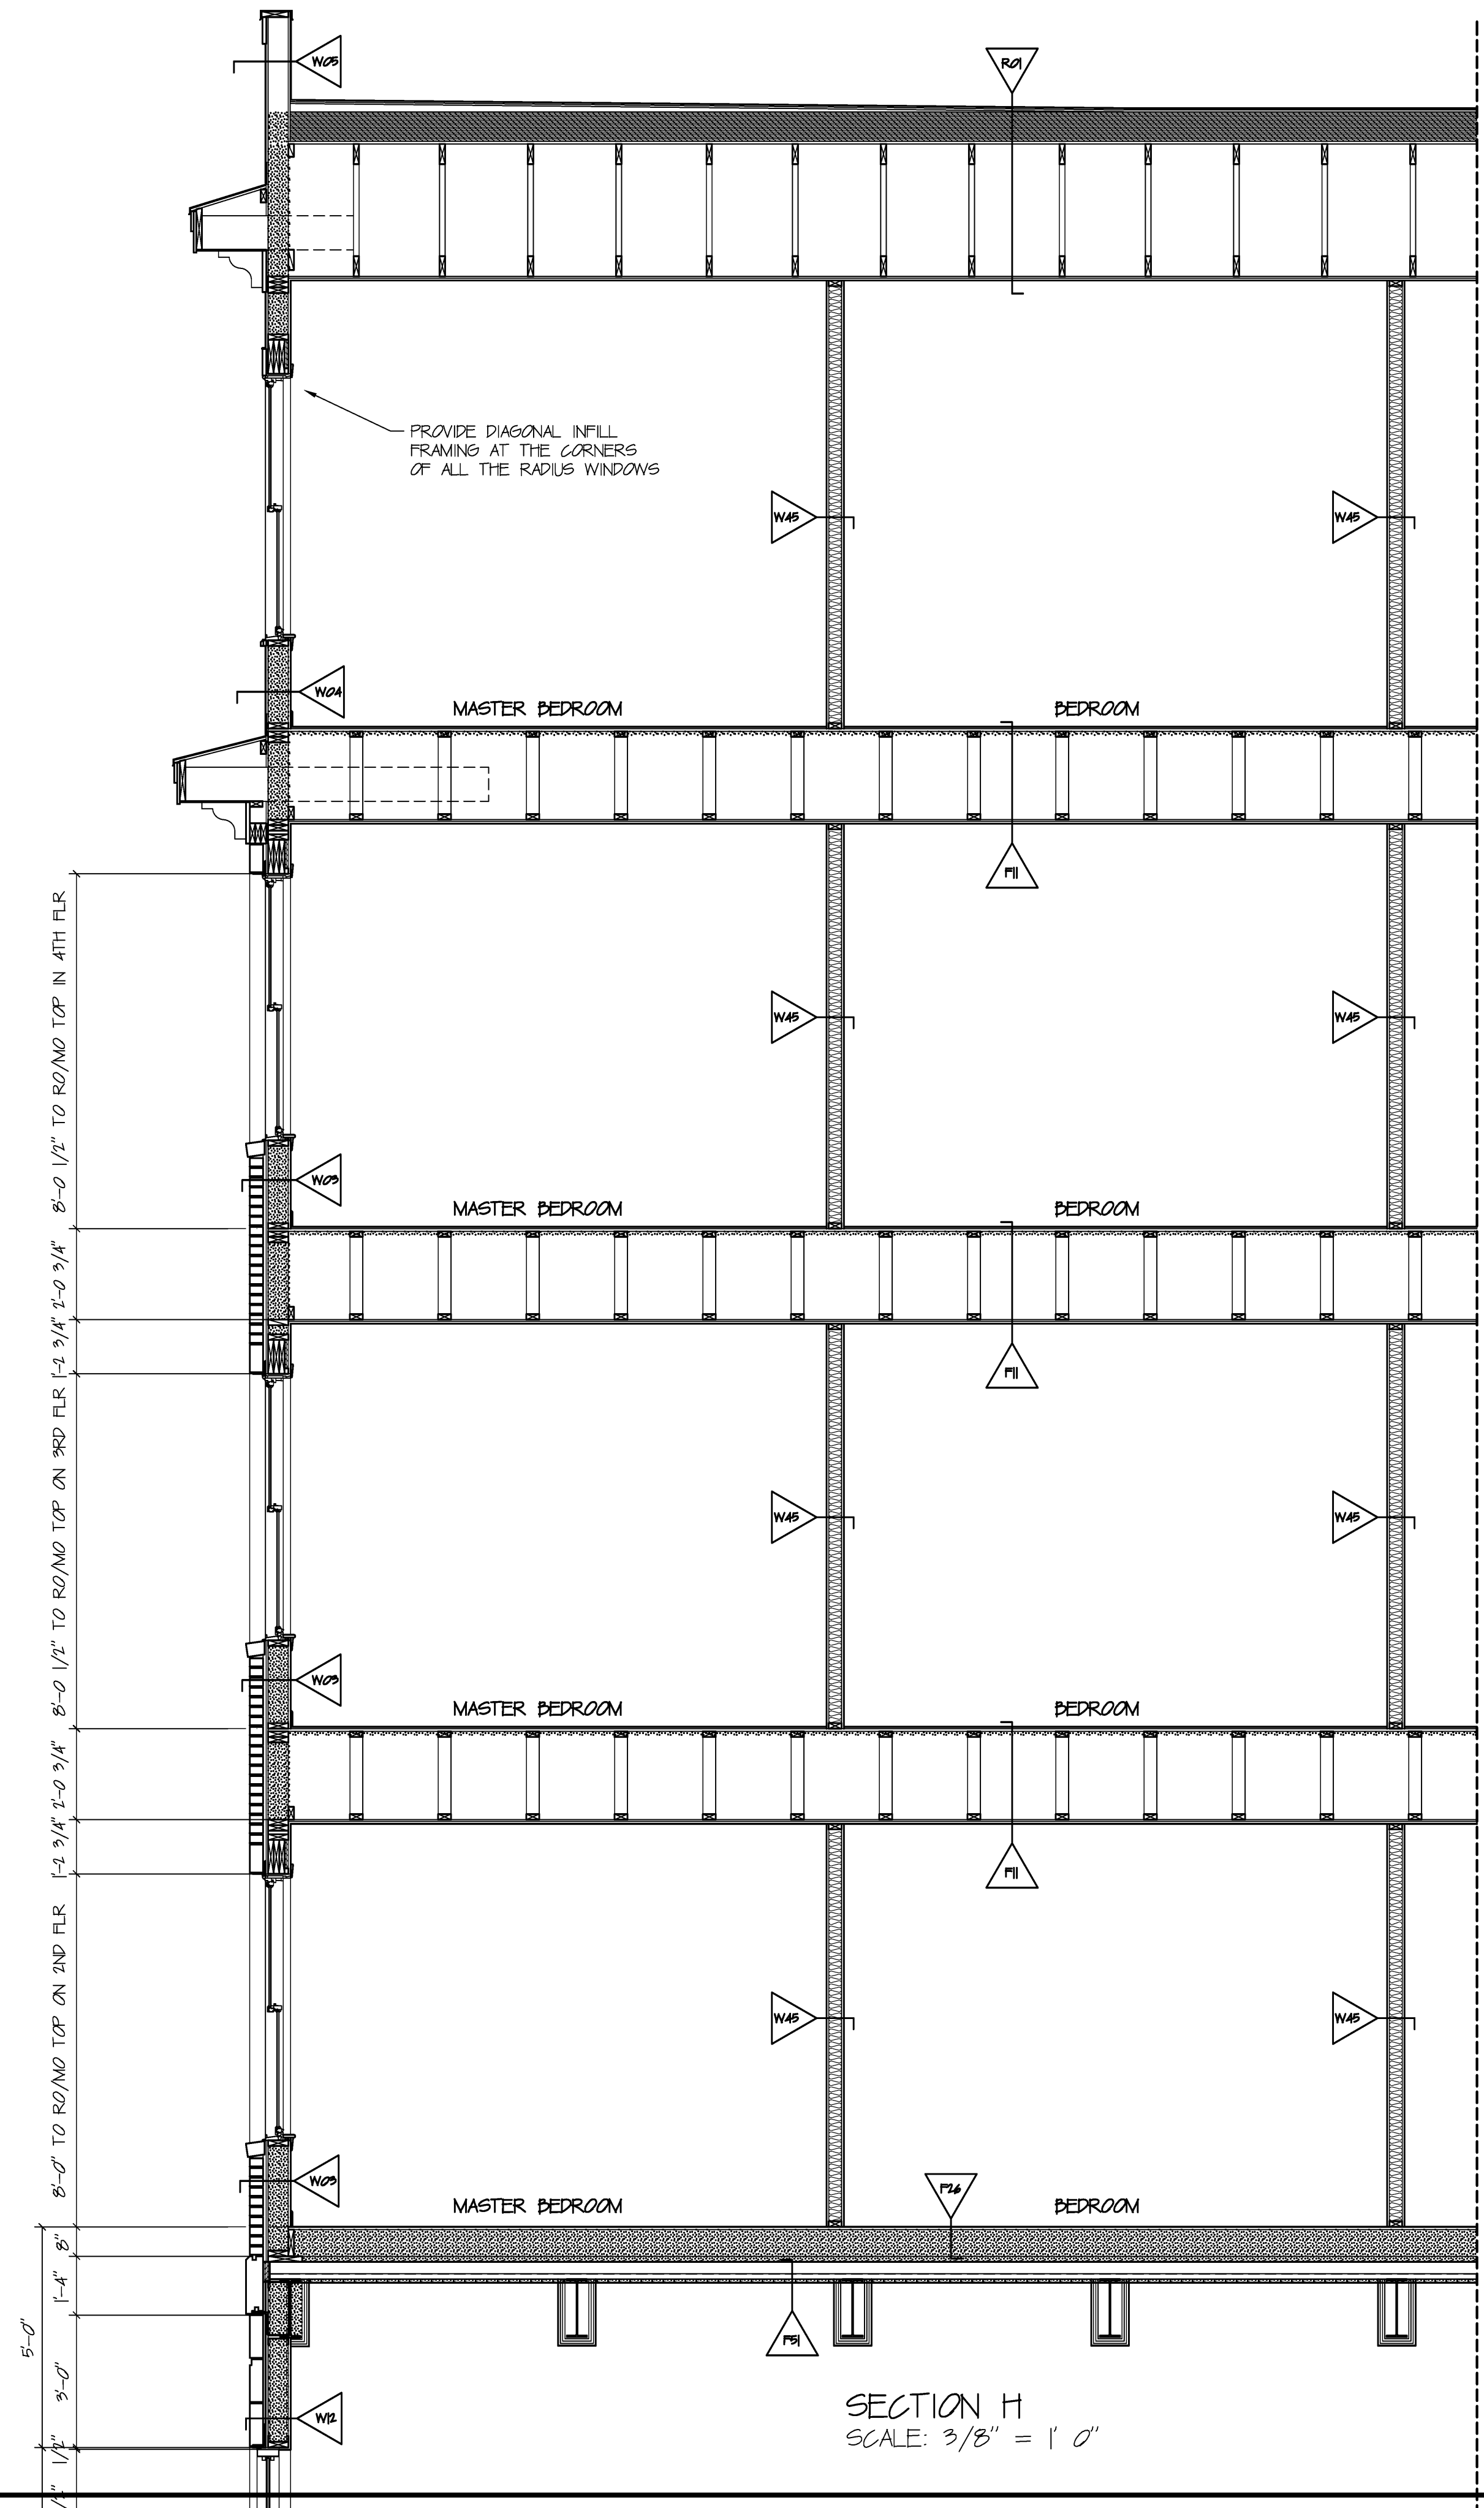 W05
R01
PROVIDE DIAGONAL INFILL
FRAMING AT THE CORNERS
OF ALL THE RADIUS WINDOWS
W45
W45
W04
MASTER BEDROOM
BEDROOM
F11
8'-0 1/2" TO RO/MO TOP IN 4TH FLR
W45
W45
W03
MASTER BEDROOM
BEDROOM
2'-0 3/4"
1'-2 3/4"
F11
8'-0 1/2" TO RO/MO TOP ON 3RD FLR
W45
W45
W03
MASTER BEDROOM
BEDROOM
2'-0 3/4"
1'-2 3/4"
F11
8'-0" TO RO/MO TOP ON 2ND FLR
W45
W45
W03
MASTER BEDROOM
F26
BEDROOM
8"
1'-4"
5'-0"
F51
3'-0"
W12
SECTION H
SCALE: 3/8" = 1' 0"
1/2"